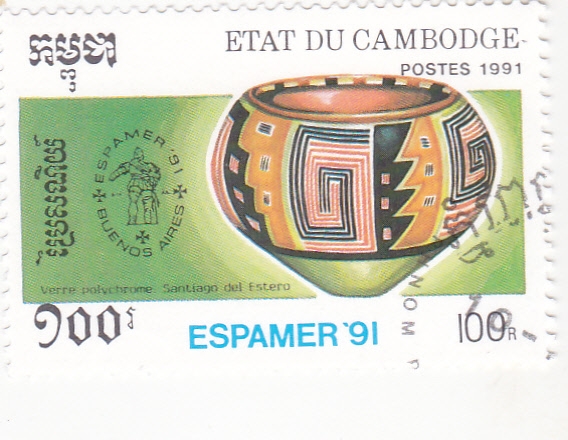 កម្ពុជា
ETAT DU CAMBODGE
POSTES 1991
ប្រៃសណីយ៍
ESPAMER '91
BUENOS AIRES
Verre polychrome. Santiago del Estero
១០០៛
ESPAMER '91
100R